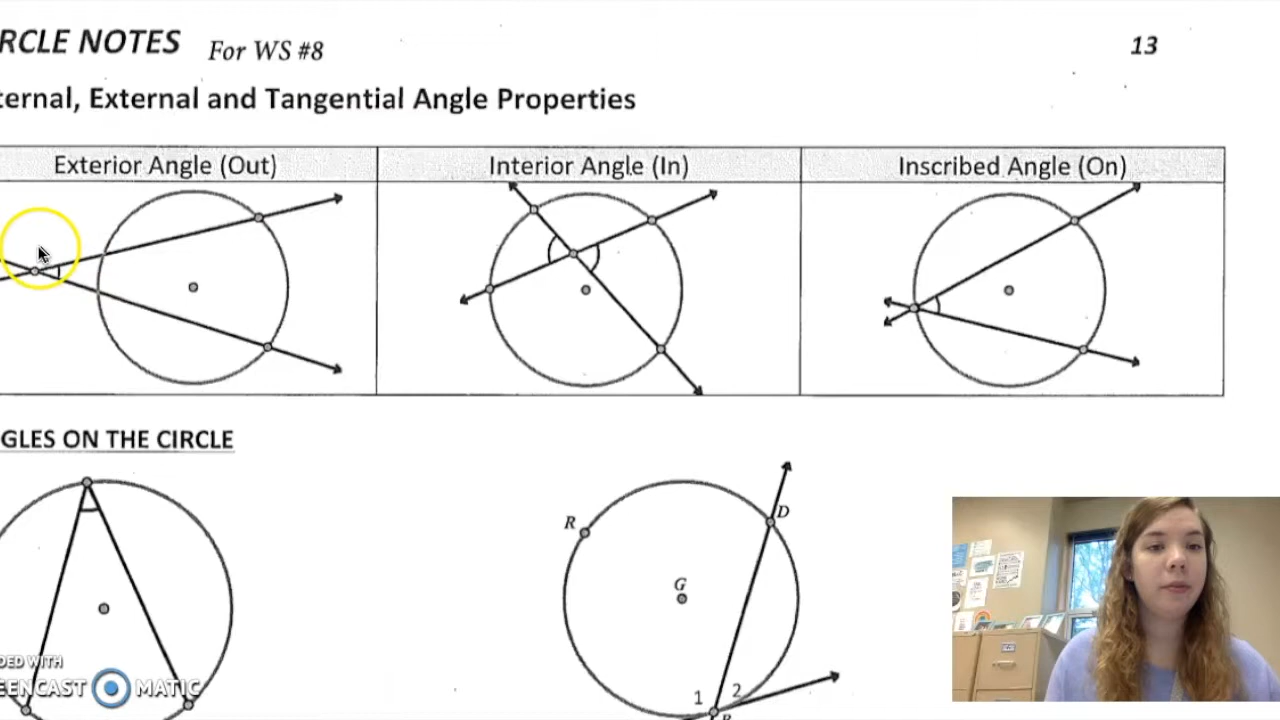 RCLE NOTES For WS #8 13
ternal, External and Tangential Angle Properties
Exterior Angle (Out) Interior Angle (In) Inscribed Angle (On)
GLES ON THE CIRCLE
R
D
G
1 2
DED WITH
EENCAST MATIC